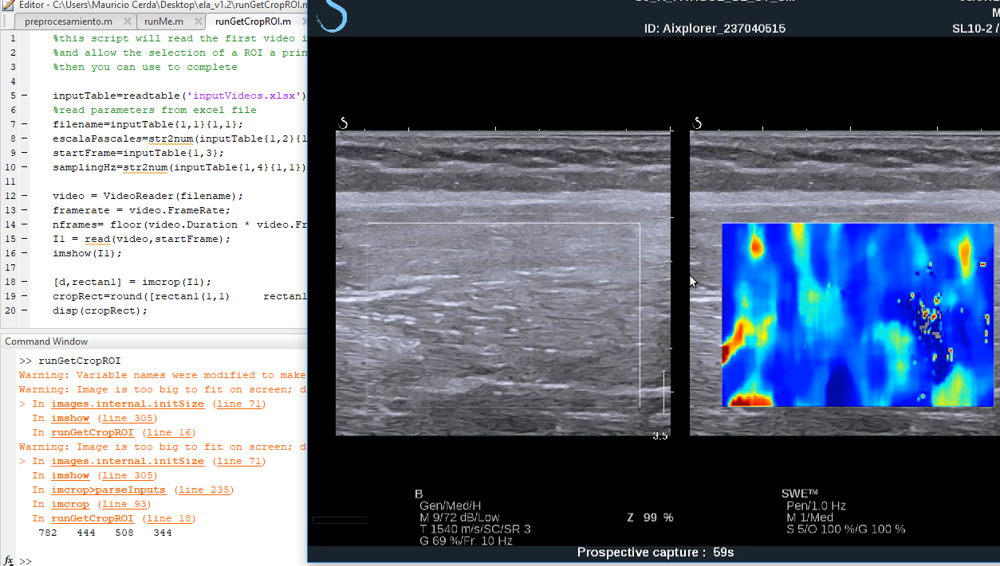 Editor - C:\Users\Mauricio Cerda\Desktop\ela_v1.2\runGetCropROI.n
preprocesamiento.m × runMe.m × runGetCropROI.m ×
1 %this script will read the first video i
2 %and allow the selection of a ROI a prin
3 %then you can use to complete
4
5 – inputTable=readtable('inputVideos.xlsx')
6 %read parameters from excel file
7 – filename=inputTable{1,1}{1,1};
8 – escalaPascales=str2num(inputTable{1,2}{1
9 – startFrame=inputTable{1,3};
10 – samplingHz=str2num(inputTable{1,4}{1,1})
11
12 – video = VideoReader(filename);
13 – framerate = video.FrameRate;
14 – nframes= floor(video.Duration * video.Fr
15 – I1 = read(video,startFrame);
16 – imshow(I1);
17
18 – [d,rectan1] = imcrop(I1);
19 – cropRect=round([rectan1(1,1) rectan1
20 – disp(cropRect);
Command Window
>> runGetCropROI
Warning: Variable names were modified to make
Warning: Image is too big to fit on screen; d
> In images.internal.initSize (line 71)
In imshow (line 305)
In runGetCropROI (line 16)
Warning: Image is too big to fit on screen; d
> In images.internal.initSize (line 71)
In imshow (line 305)
In imcrop>parseInputs (line 235)
In imcrop (line 93)
In runGetCropROI (line 18)
782 444 508 344
fx >>
ID: Aixplorer_237040515
M
SL10-2 /
3.5
B
Gen/Med/H
M 9/72 dB/Low
T 1540 m/s/SC/SR 3
G 69 %/Fr. 10 Hz
Z 99 %
SWE™
Pen/1.0 Hz
M 1/Med
S 5/O 100 %/G 100 %
Prospective capture : 59s